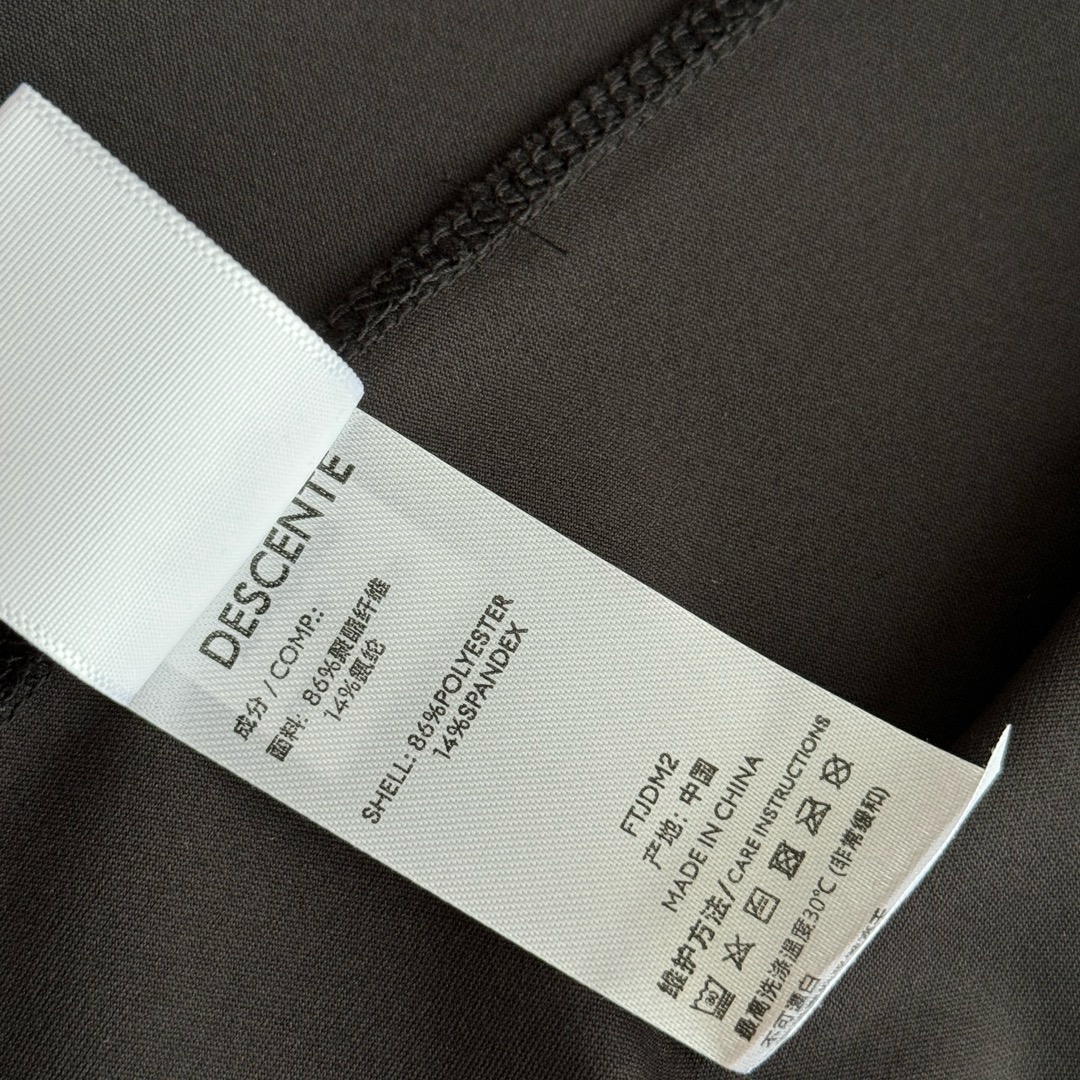 DESCENTE
成分 / COMP.:
面料: 86%聚酯纤维
14%氨纶
SHELL: 86%POLYESTER
14%SPANDEX
FTJDM2
产地: 中国
MADE IN CHINA
维护方法/CARE INSTRUCTIONS
30
最高洗涤温度30℃ (非常缓和)
不可漂白